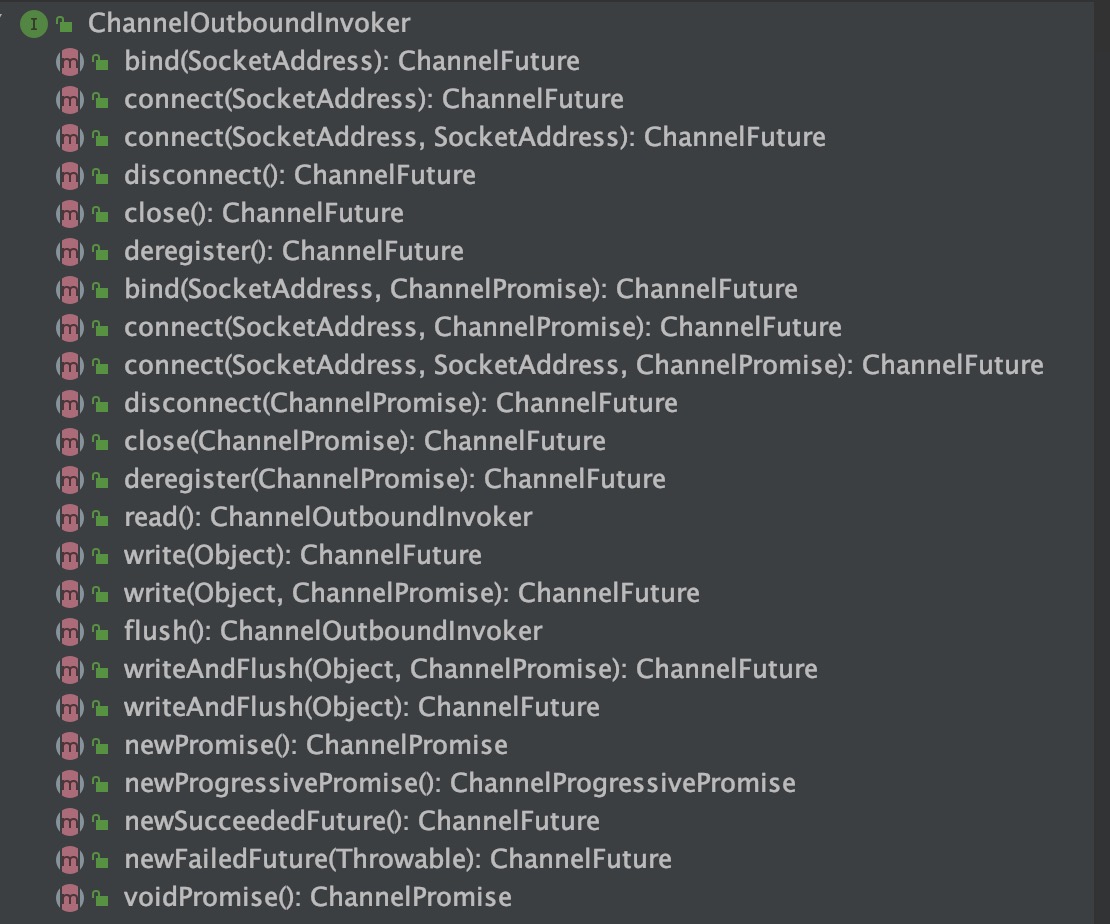 I ChannelOutboundInvoker
m bind(SocketAddress): ChannelFuture
m connect(SocketAddress): ChannelFuture
m connect(SocketAddress, SocketAddress): ChannelFuture
m disconnect(): ChannelFuture
m close(): ChannelFuture
m deregister(): ChannelFuture
m bind(SocketAddress, ChannelPromise): ChannelFuture
m connect(SocketAddress, ChannelPromise): ChannelFuture
m connect(SocketAddress, SocketAddress, ChannelPromise): ChannelFuture
m disconnect(ChannelPromise): ChannelFuture
m close(ChannelPromise): ChannelFuture
m deregister(ChannelPromise): ChannelFuture
m read(): ChannelOutboundInvoker
m write(Object): ChannelFuture
m write(Object, ChannelPromise): ChannelFuture
m flush(): ChannelOutboundInvoker
m writeAndFlush(Object, ChannelPromise): ChannelFuture
m writeAndFlush(Object): ChannelFuture
m newPromise(): ChannelPromise
m newProgressivePromise(): ChannelProgressivePromise
m newSucceededFuture(): ChannelFuture
m newFailedFuture(Throwable): ChannelFuture
m voidPromise(): ChannelPromise